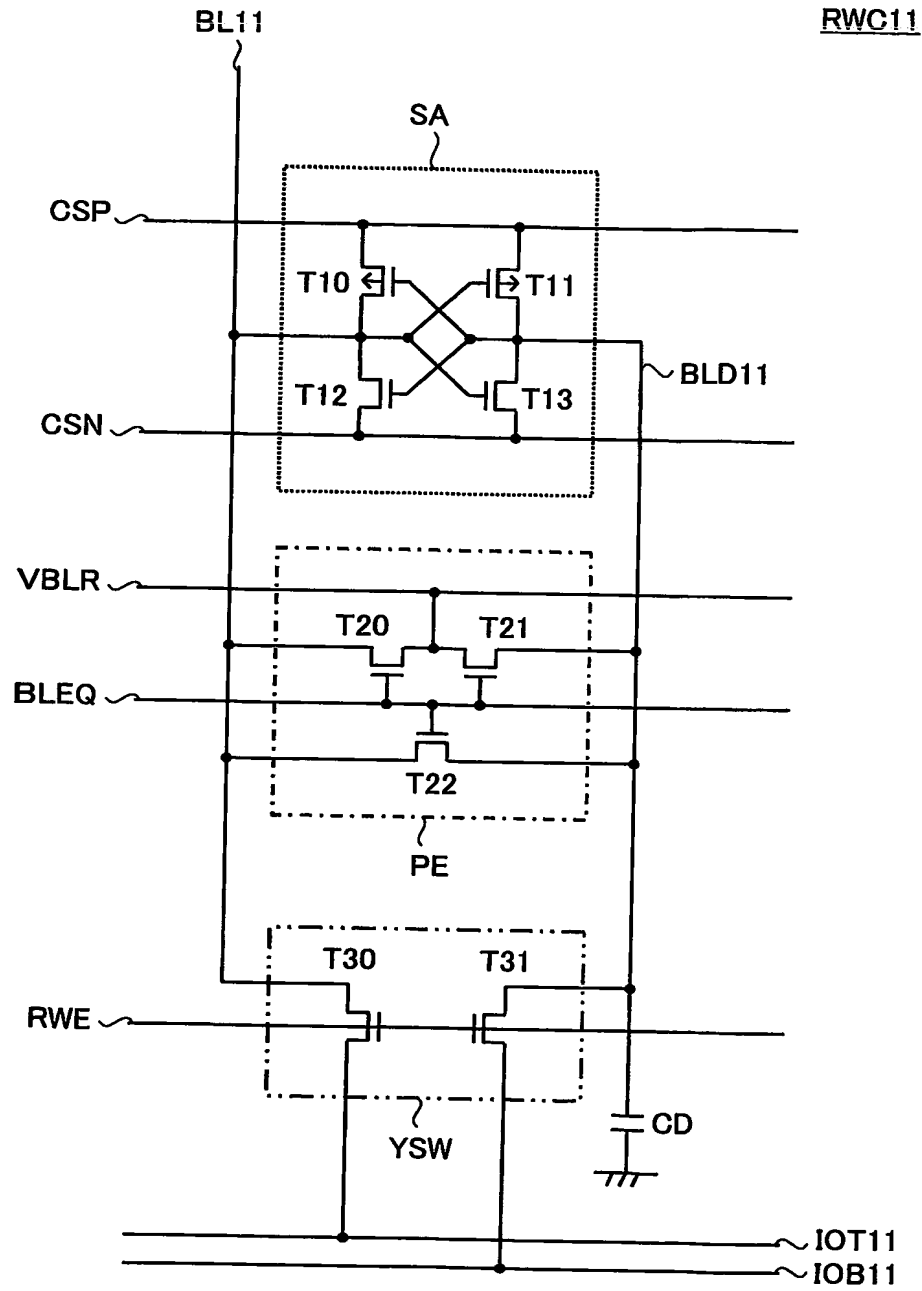 BL11
RWC11
SA
CSP
T10
T11
T12
T13
BLD11
CSN
VBLR
T20
T21
BLEQ
T22
PE
T30
T31
RWE
YSW
CD
IOT11
IOB11